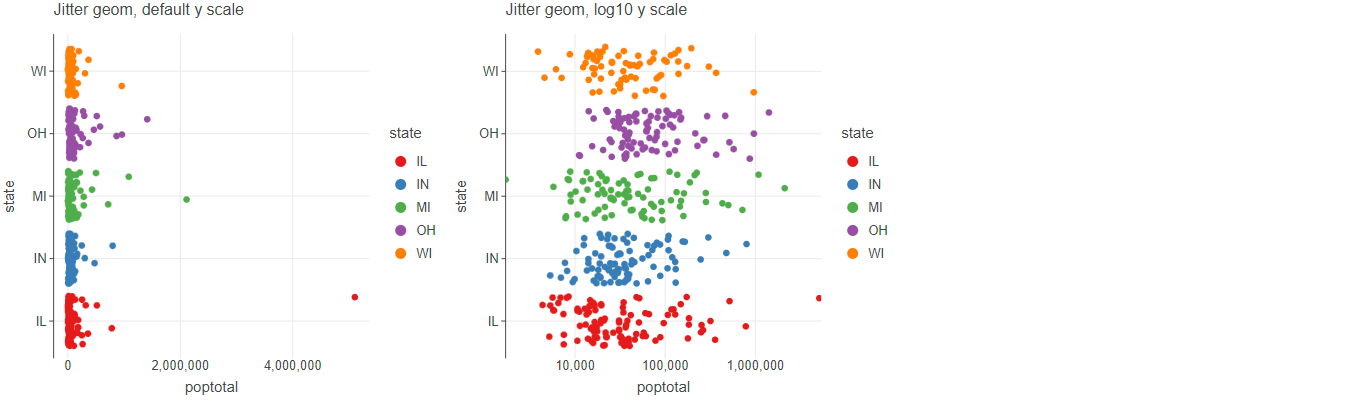 Jitter geom, default y scale
WI
OH
MI
IN
IL
state
0
2,000,000
4,000,000
poptotal
state
IL
IN
MI
OH
WI
Jitter geom, log10 y scale
WI
OH
MI
IN
IL
state
10,000
100,000
1,000,000
poptotal
state
IL
IN
MI
OH
WI